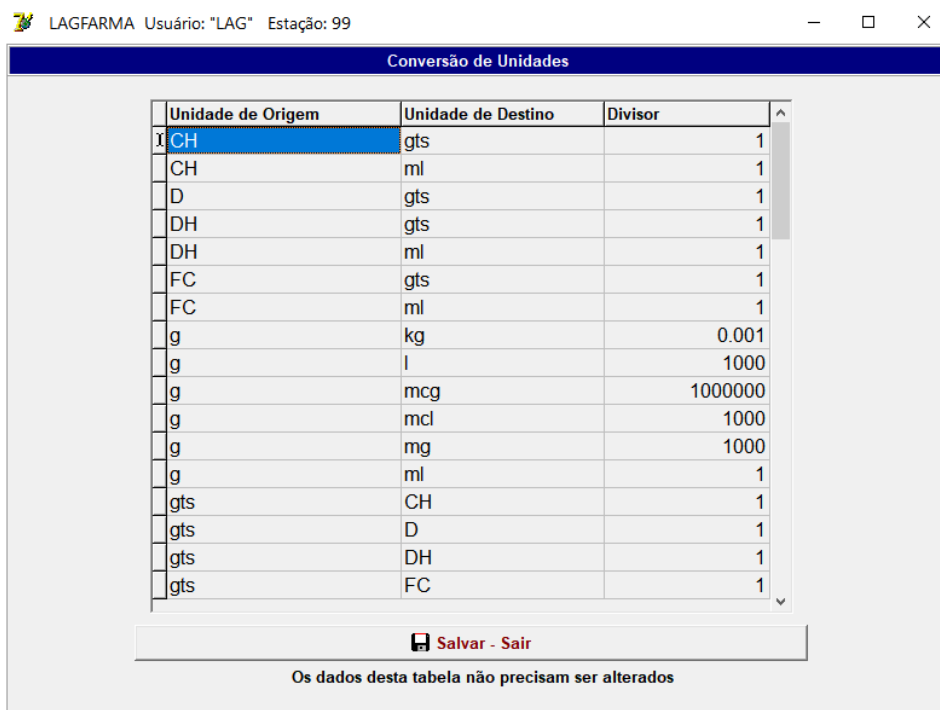 LAGFARMA Usuário: "LAG" Estação: 99
Conversão de Unidades
Unidade de Origem Unidade de Destino Divisor
CH gts 1
CH ml 1
D gts 1
DH gts 1
DH ml 1
FC gts 1
FC ml 1
g kg 0.001
g l 1000
g mcg 1000000
g mcl 1000
g mg 1000
g ml 1
gts CH 1
gts D 1
gts DH 1
gts FC 1
Salvar - Sair
Os dados desta tabela não precisam ser alterados